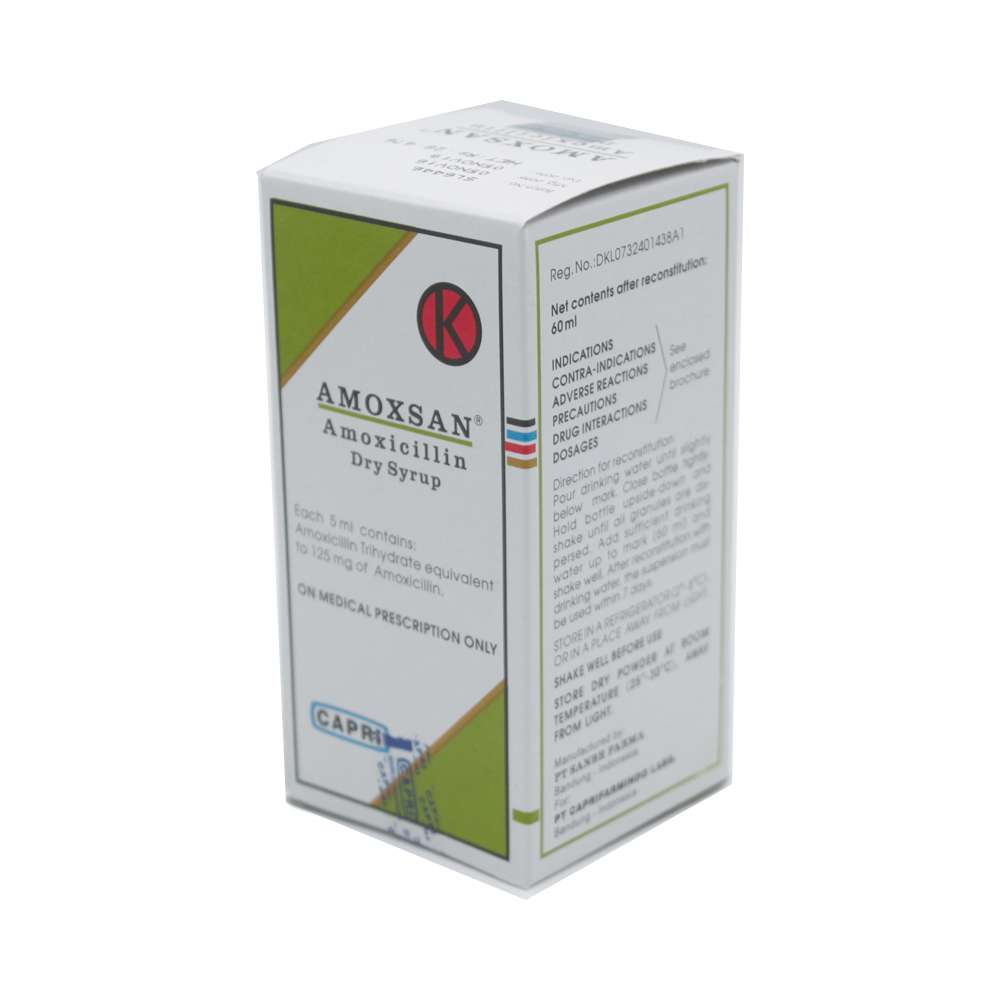 AMOXSAN
Amoxicillin
SL6446
05NOV16
05NOV19
Reg. No.:DKL0732401438A1
Net contents after reconstitution:
60 ml
INDICATIONS
CONTRA-INDICATIONS
ADVERSE REACTIONS
PRECAUTIONS
DRUG INTERACTIONS
DOSAGES
See
enclosed
brochure
Direction for reconstitution:
Pour drinking water until slightly
below mark. Close bottle tightly.
Hold bottle upside-down and
shake until all granules are dis-
persed. Add sufficient drinking
water up to mark (60 ml) and
shake well. After reconstitution with
drinking water, the suspension must
be used within 7 days.
STORE IN A REFRIGERATOR (2°-8°C),
OR IN A PLACE AWAY FROM LIGHT.
SHAKE WELL BEFORE USE
STORE DRY POWDER AT ROOM
TEMPERATURE (25°-30°C), AWAY
FROM LIGHT.
Manufactured by:
PT SANBE FARMA
Bandung - Indonesia
For:
PT CAPRIFARMINDO LABS.
Bandung - Indonesia
K
AMOXSAN®
Amoxicillin
Dry Syrup
Each 5 ml contains:
Amoxicillin Trihydrate equivalent
to 125 mg of Amoxicillin.
ON MEDICAL PRESCRIPTION ONLY
CAPRI